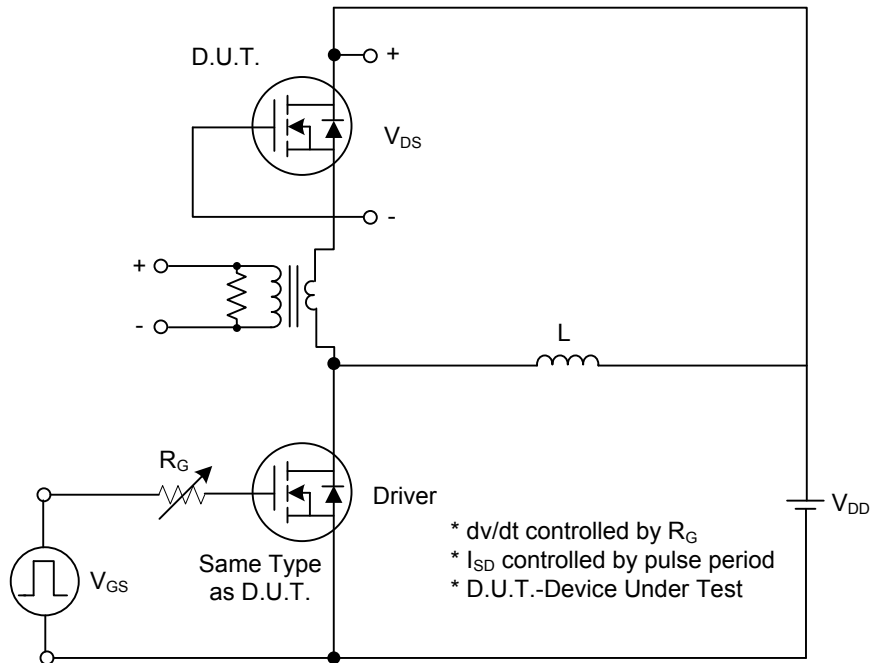 D.U.T.
+
V_DS
-
+
-
L
R_G
Driver
V_DD
V_GS
Same Type
as D.U.T.
* dv/dt controlled by R_G
* I_SD controlled by pulse period
* D.U.T.-Device Under Test